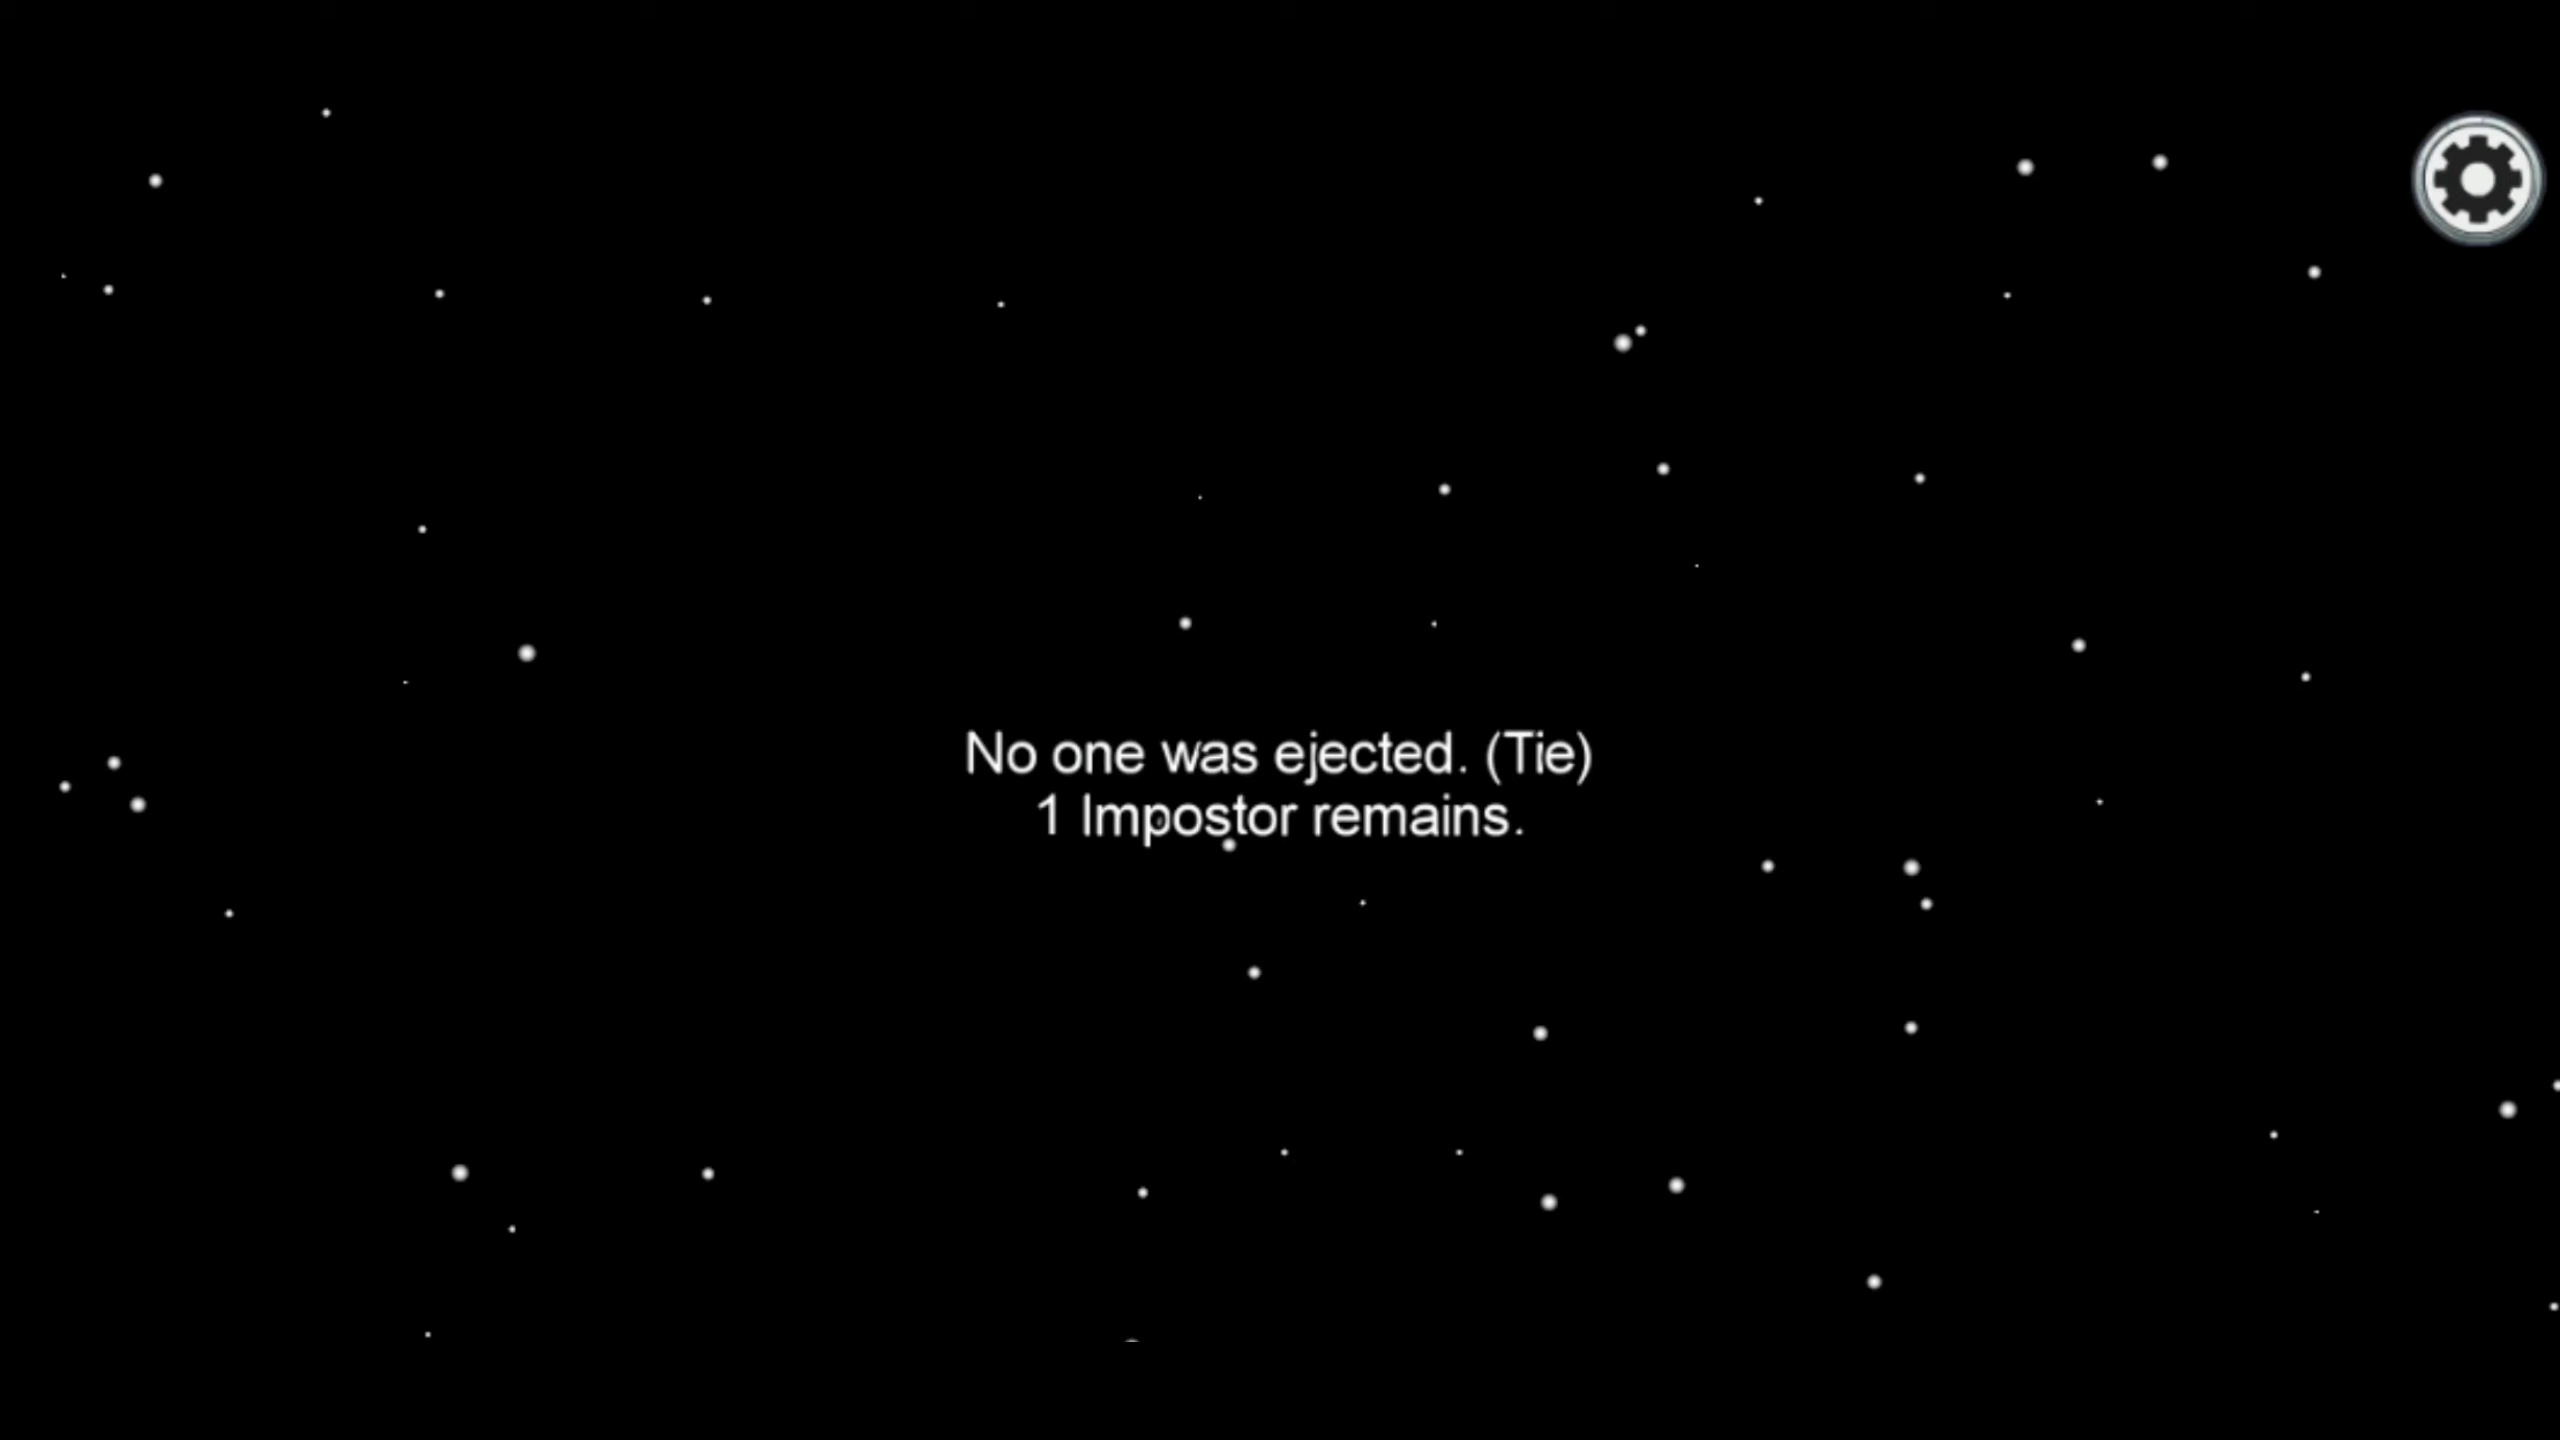 No one was ejected. (Tie)
1 Impostor remains.